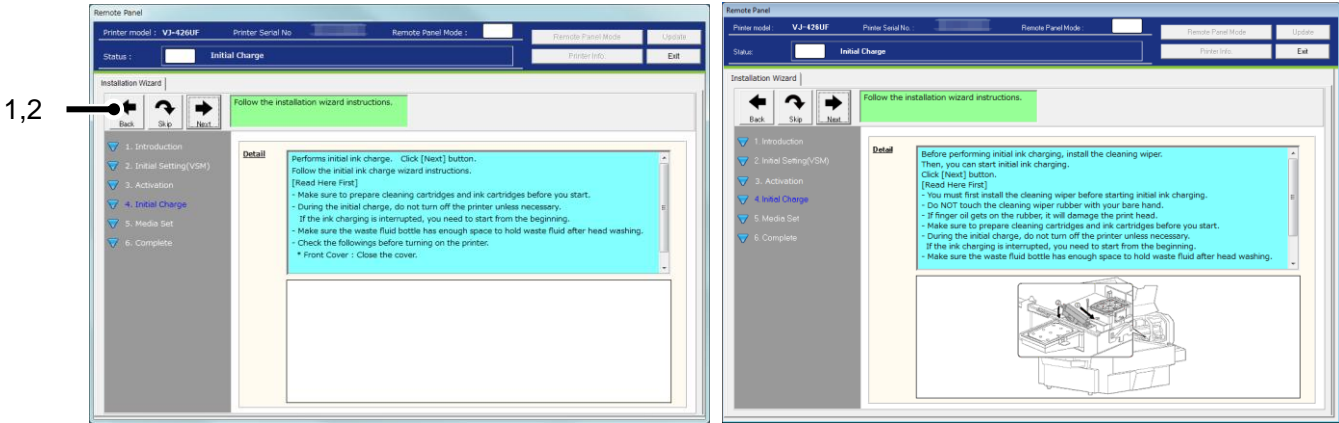 1,2
Remote Panel
Printer model : VJ-426UF Printer Serial No Remote Panel Mode : Remote Panel Mode Update
Status : Initial Charge Printer Info. Exit
Installation Wizard
Back Skip Next
Follow the installation wizard instructions.
1. Introduction
2. Initial Setting(VSM)
3. Activation
4. Initial Charge
5. Media Set
6. Complete
Detail
Performs initial ink charge. Click [Next] button.
Follow the initial ink charge wizard instructions.
[Read Here First]
- Make sure to prepare cleaning cartridges and ink cartridges before you start.
- During the initial charge, do not turn off the printer unless necessary.
If the ink charging is interrupted, you need to start from the beginning.
- Make sure the waste fluid bottle has enough space to hold waste fluid after head washing.
- Check the followings before turning on the printer.
* Front Cover : Close the cover.
Remote Panel
Printer model : VJ-426UF Printer Serial No. : Remote Panel Mode : Remote Panel Mode Update
Status: Initial Charge Printer Info. Exit
Installation Wizard
Back Skip Next
Follow the installation wizard instructions.
1. Introduction
2. Initial Setting(VSM)
3. Activation
4. Initial Charge
5. Media Set
6. Complete
Detail
Before performing initial ink charging, install the cleaning wiper.
Then, you can start initial ink charging.
Click [Next] button.
[Read Here First]
- You must first install the cleaning wiper before starting initial ink charging.
- Do NOT touch the cleaning wiper rubber with your bare hand.
- If finger oil gets on the rubber, it will damage the print head.
- Make sure to prepare cleaning cartridges and ink cartridges before you start.
- During the initial charge, do not turn off the printer unless necessary.
If the ink charging is interrupted, you need to start from the beginning.
- Make sure the waste fluid bottle has enough space to hold waste fluid after head washing.